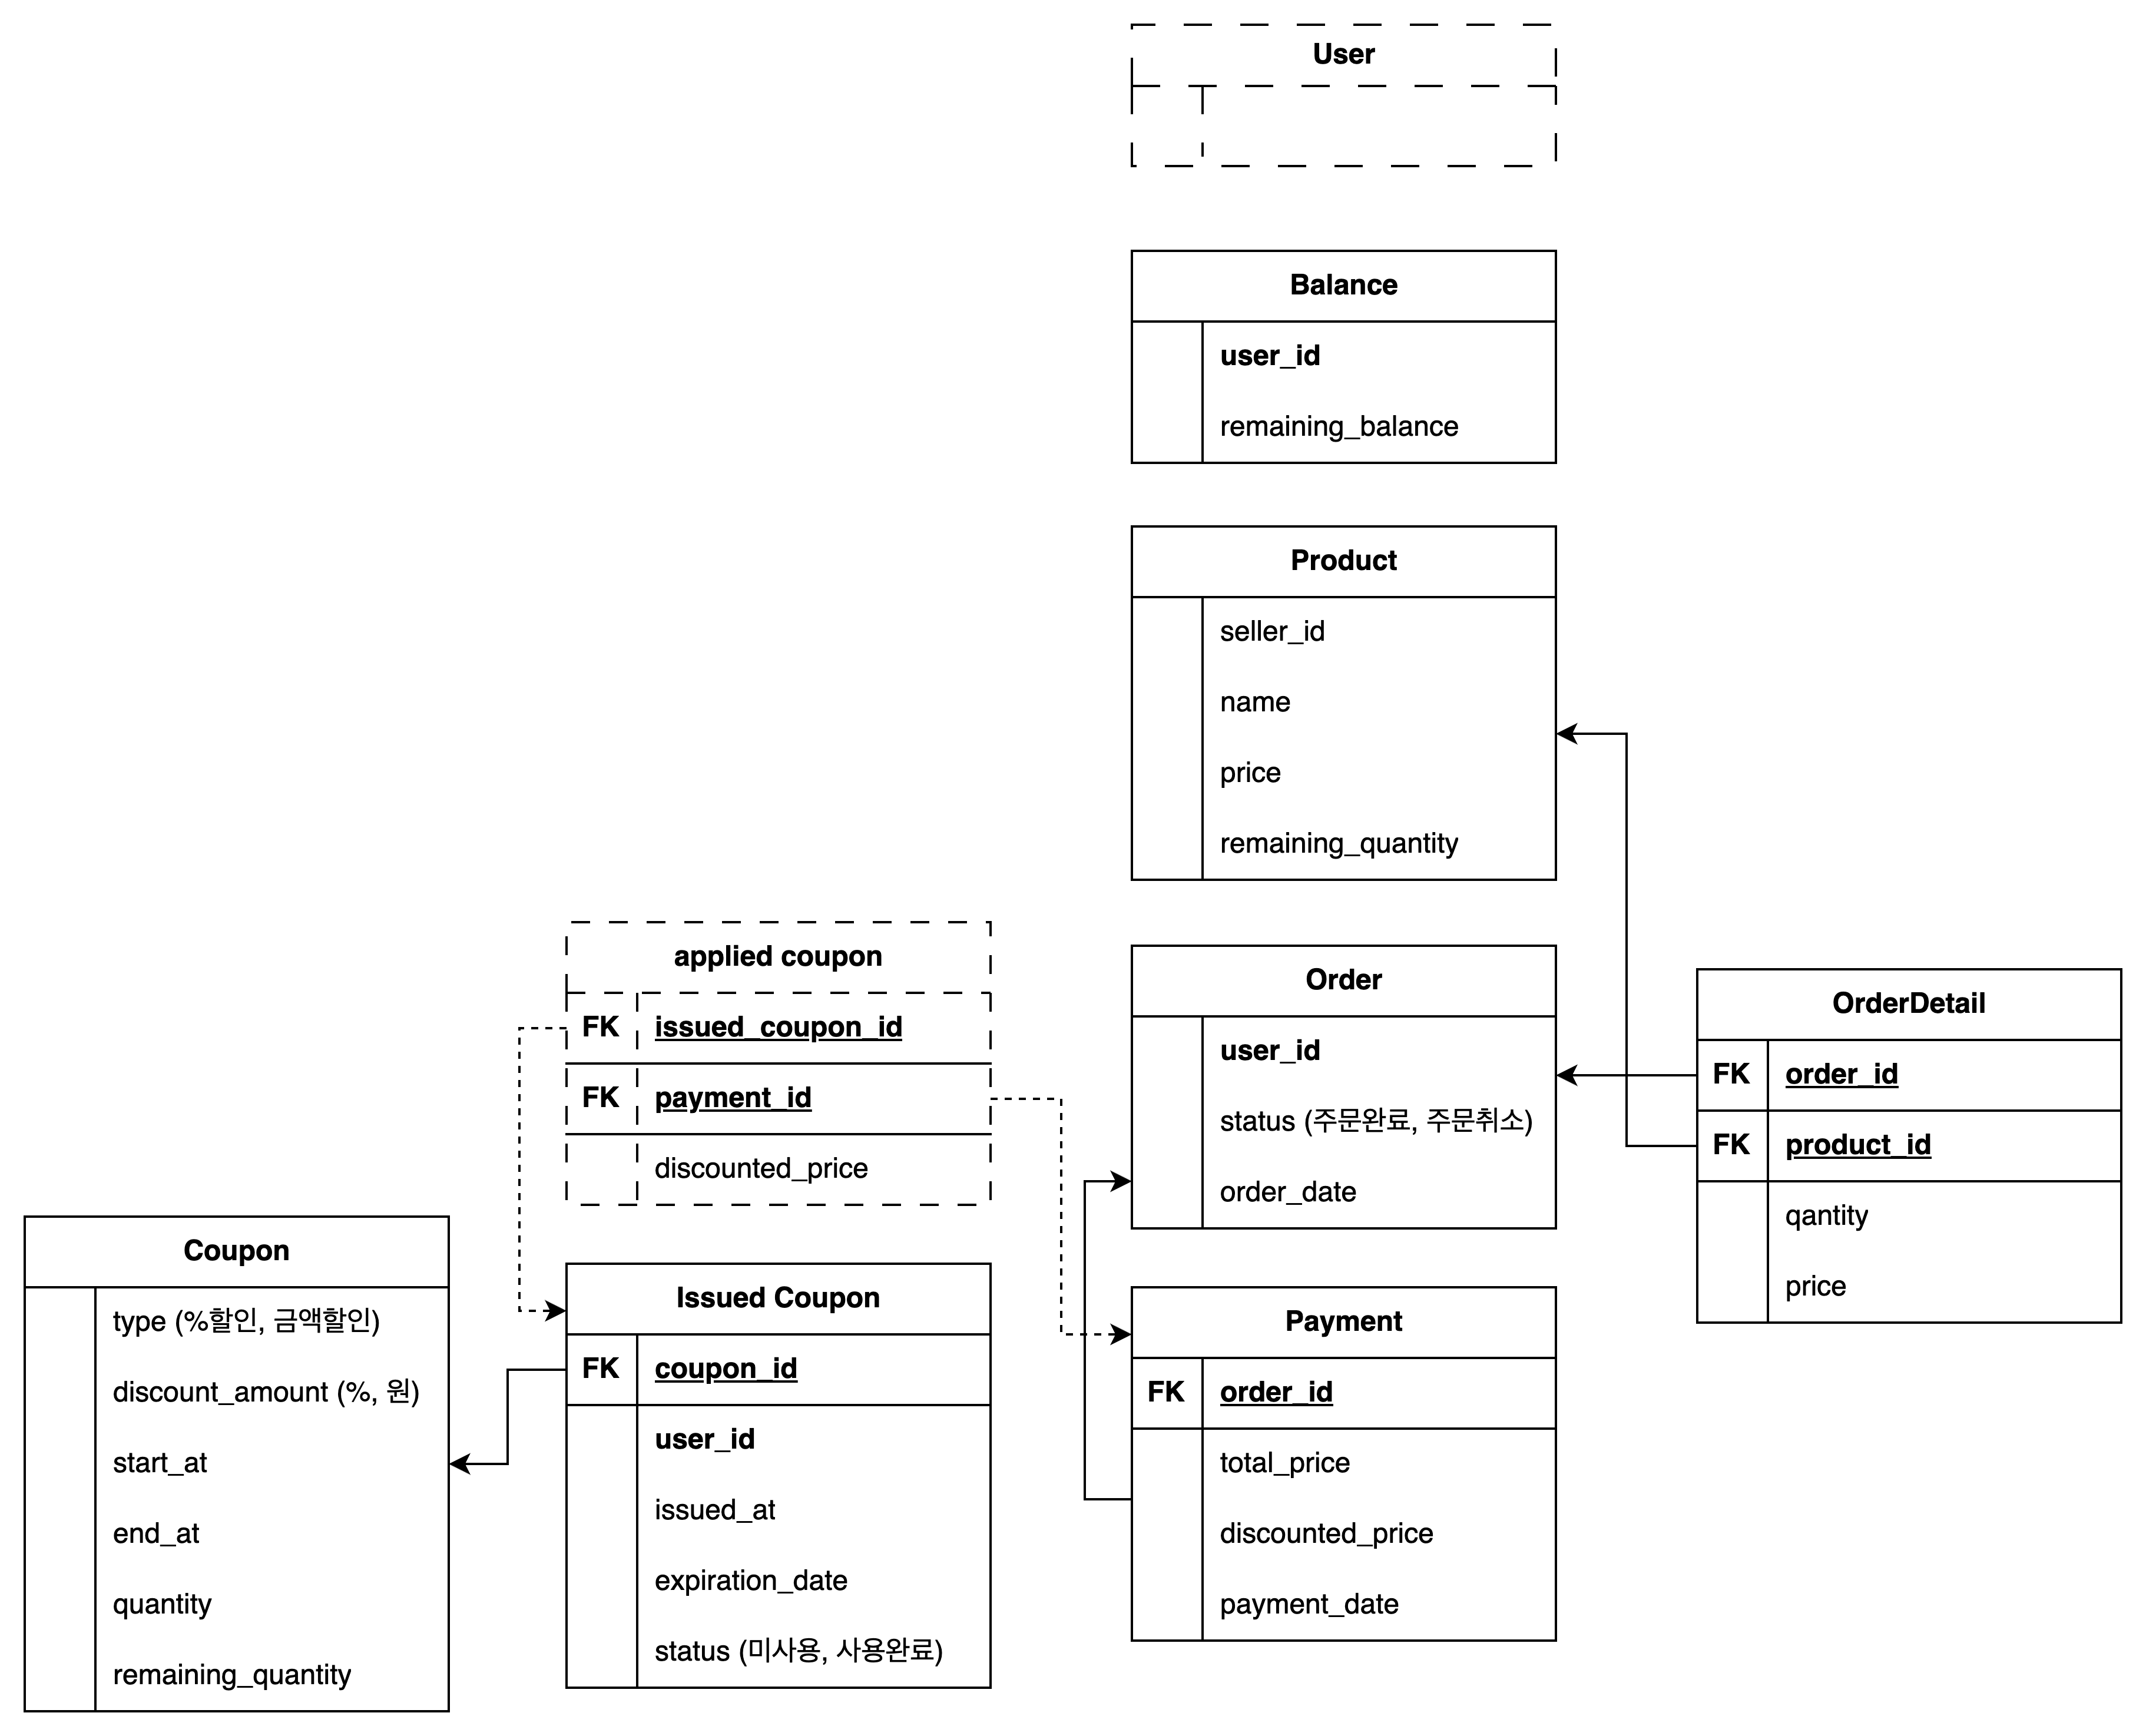 User
Balance
user_id
remaining_balance
Product
seller_id
name
price
remaining_quantity
applied coupon
FK issued_coupon_id
FK payment_id
discounted_price
Order
user_id
status (주문완료, 주문취소)
order_date
OrderDetail
FK order_id
FK product_id
qantity
price
Coupon
type (%할인, 금액할인)
discount_amount (%, 원)
start_at
end_at
quantity
remaining_quantity
Issued Coupon
FK coupon_id
user_id
issued_at
expiration_date
status (미사용, 사용완료)
Payment
FK order_id
total_price
discounted_price
payment_date